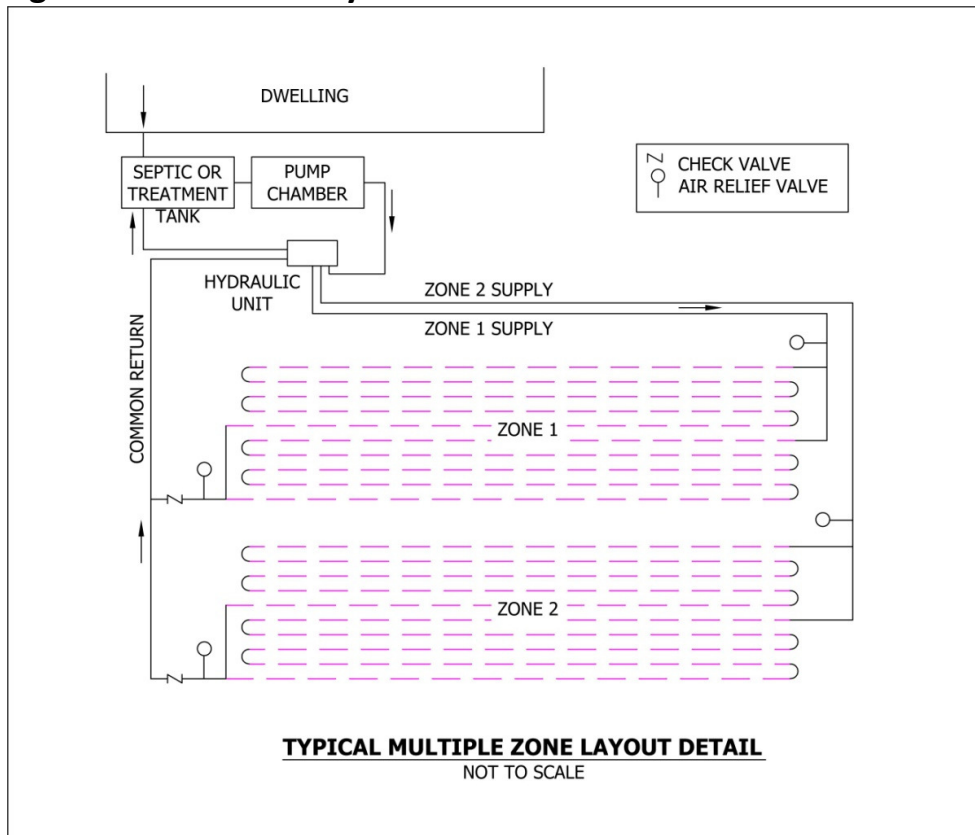 DWELLING
SEPTIC OR
TREATMENT
TANK
PUMP
CHAMBER
CHECK VALVE
AIR RELIEF VALVE
HYDRAULIC
UNIT
ZONE 2 SUPPLY
ZONE 1 SUPPLY
COMMON RETURN
ZONE 1
ZONE 2
TYPICAL MULTIPLE ZONE LAYOUT DETAIL
NOT TO SCALE